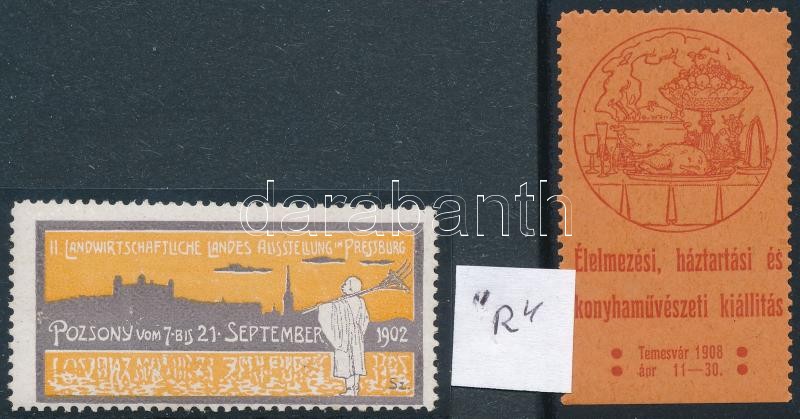 II. LANDWIRTSCHAFTLICHE LANDES AUSSTELLUNG IN PRESSBURG
POZSONY VOM 7-BIS 21. SEPTEMBER 1902
Sz.
"R4
Élelmezési, háztartási és
konyhaművészeti kiállitás
Temesvár 1908
ápr 11—30.
darabanth